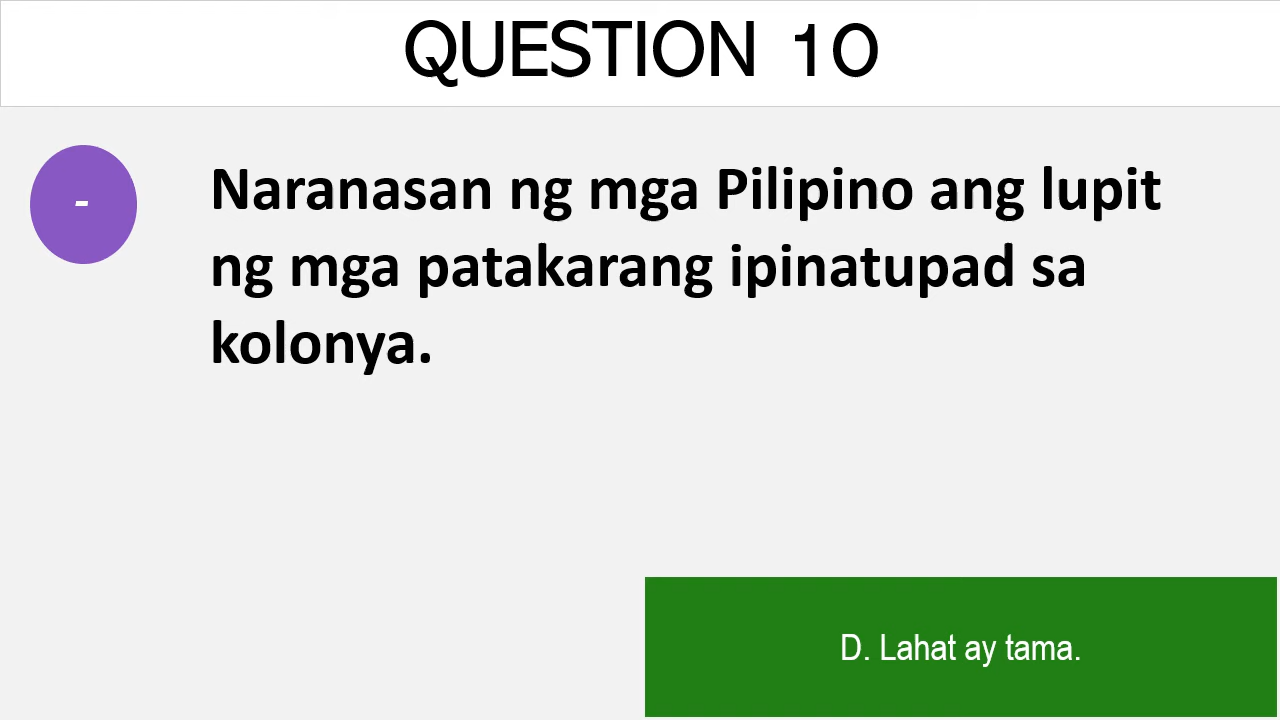 QUESTION 10
-
Naranasan ng mga Pilipino ang lupit
ng mga patakarang ipinatupad sa
kolonya.
D. Lahat ay tama.